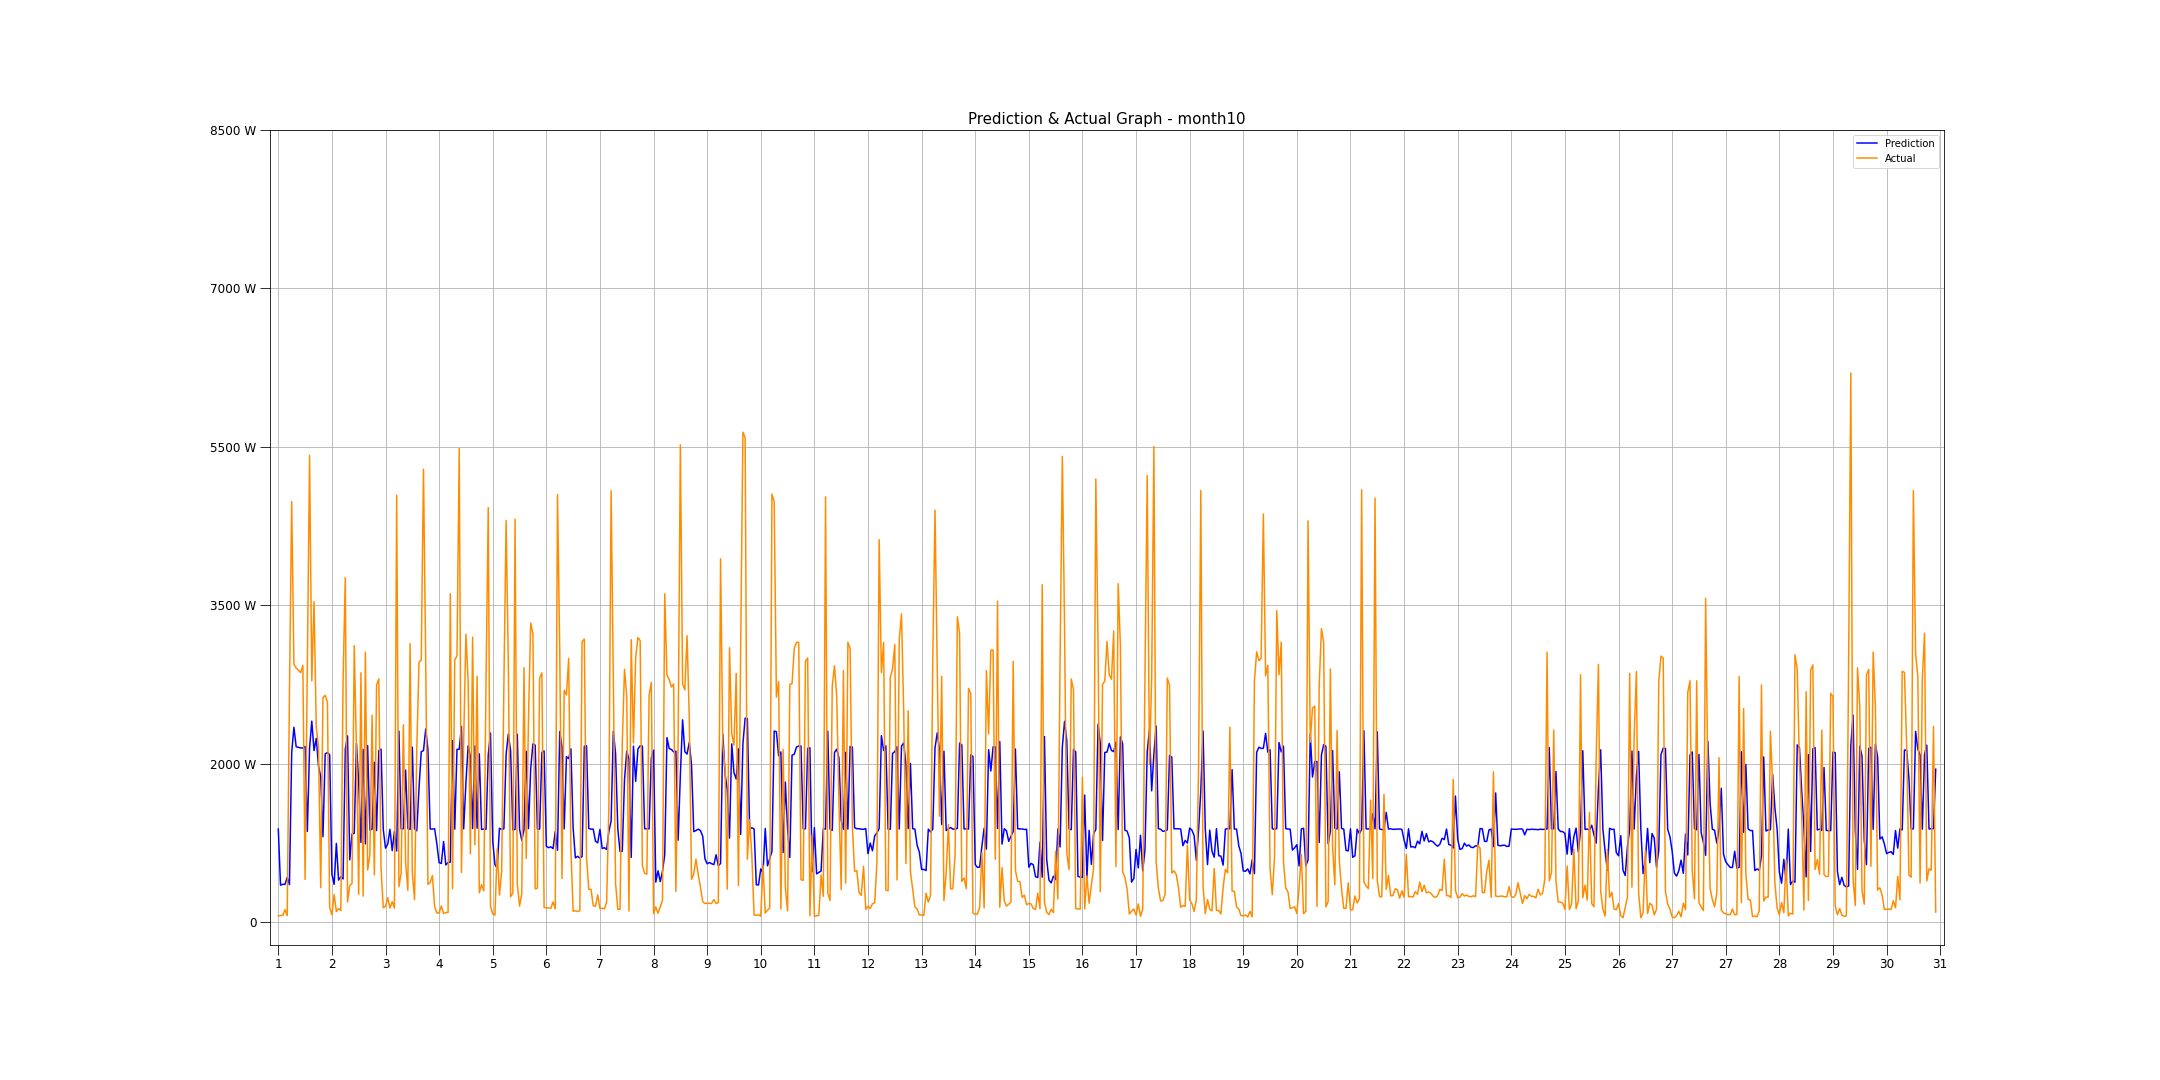 Prediction & Actual Graph - month10
8500 W
7000 W
5500 W
3500 W
2000 W
0
Prediction
Actual
1 2 3 4 5 6 7 8 9 10 11 12 13 14 15 16 17 18 19 20 21 22 23 24 25 26 27 27 28 29 30 31